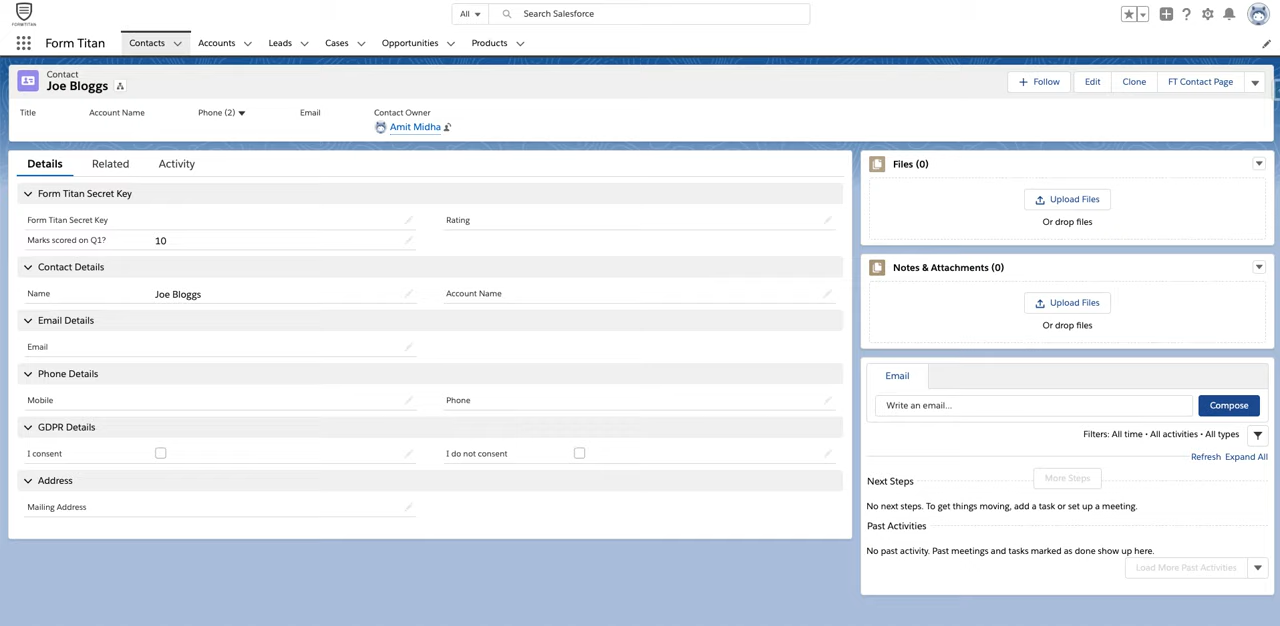 FORMTITAN
All
Search Salesforce
Form Titan
Contacts
Accounts
Leads
Cases
Opportunities
Products
Contact
Joe Bloggs
Follow
Edit
Clone
FT Contact Page
Title
Account Name
Phone (2)
Email
Contact Owner
Amit Midha
Details
Related
Activity
Form Titan Secret Key
Form Titan Secret Key
Rating
Marks scored on Q1?
10
Contact Details
Name
Joe Bloggs
Account Name
Email Details
Email
Phone Details
Mobile
Phone
GDPR Details
I consent
I do not consent
Address
Mailing Address
Files (0)
Upload Files
Or drop files
Notes & Attachments (0)
Upload Files
Or drop files
Email
Write an email...
Compose
Filters: All time • All activities • All types
Refresh
Expand All
Next Steps
More Steps
No next steps. To get things moving, add a task or set up a meeting.
Past Activities
No past activity. Past meetings and tasks marked as done show up here.
Load More Past Activities